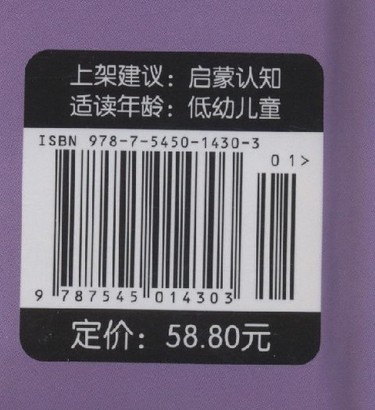 上架建议：启蒙认知
适读年龄：低幼儿童
ISBN 978-7-5450-1430-3
01>
9 787545 014303
定价：58.80元